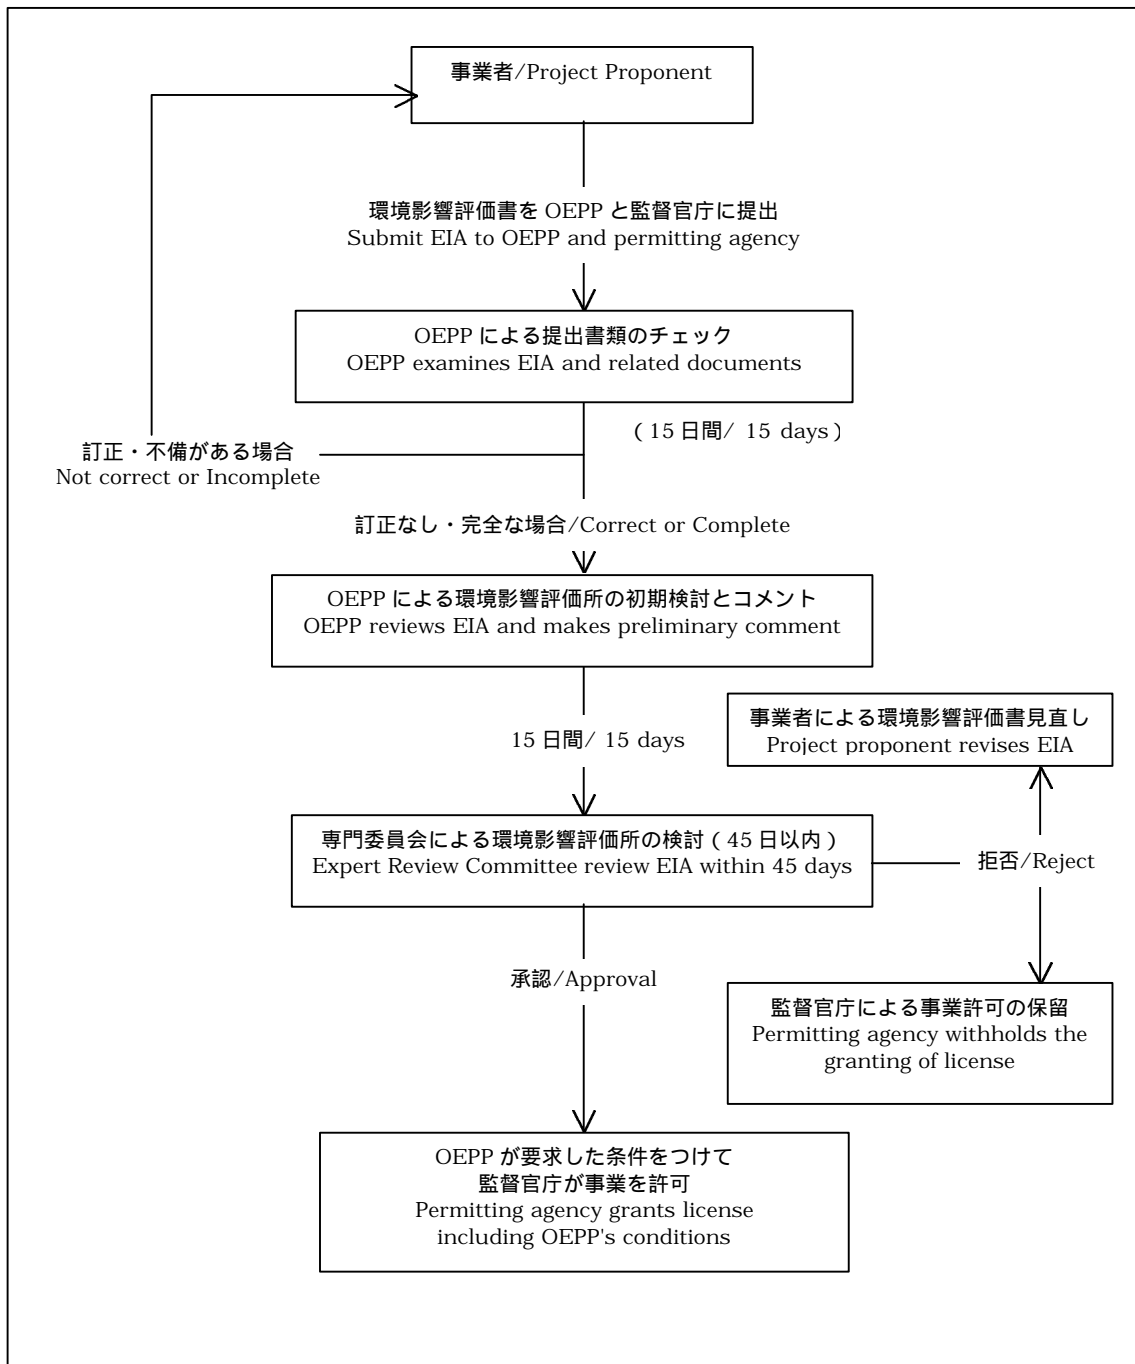 事業者/Project Proponent
環境影響評価書を OEPP と監督官庁に提出
Submit EIA to OEPP and permitting agency
OEPP による提出書類のチェック
OEPP examines EIA and related documents
( 15 日間/ 15 days )
訂正・不備がある場合
Not correct or Incomplete
訂正なし・完全な場合/Correct or Complete
OEPP による環境影響評価所の初期検討とコメント
OEPP reviews EIA and makes preliminary comment
15 日間/ 15 days
事業者による環境影響評価書見直し
Project proponent revises EIA
専門委員会による環境影響評価所の検討 ( 45 日以内 )
Expert Review Committee review EIA within 45 days
拒否/Reject
承認/Approval
監督官庁による事業許可の保留
Permitting agency withholds the
granting of license
OEPP が要求した条件をつけて
監督官庁が事業を許可
Permitting agency grants license
including OEPP's conditions